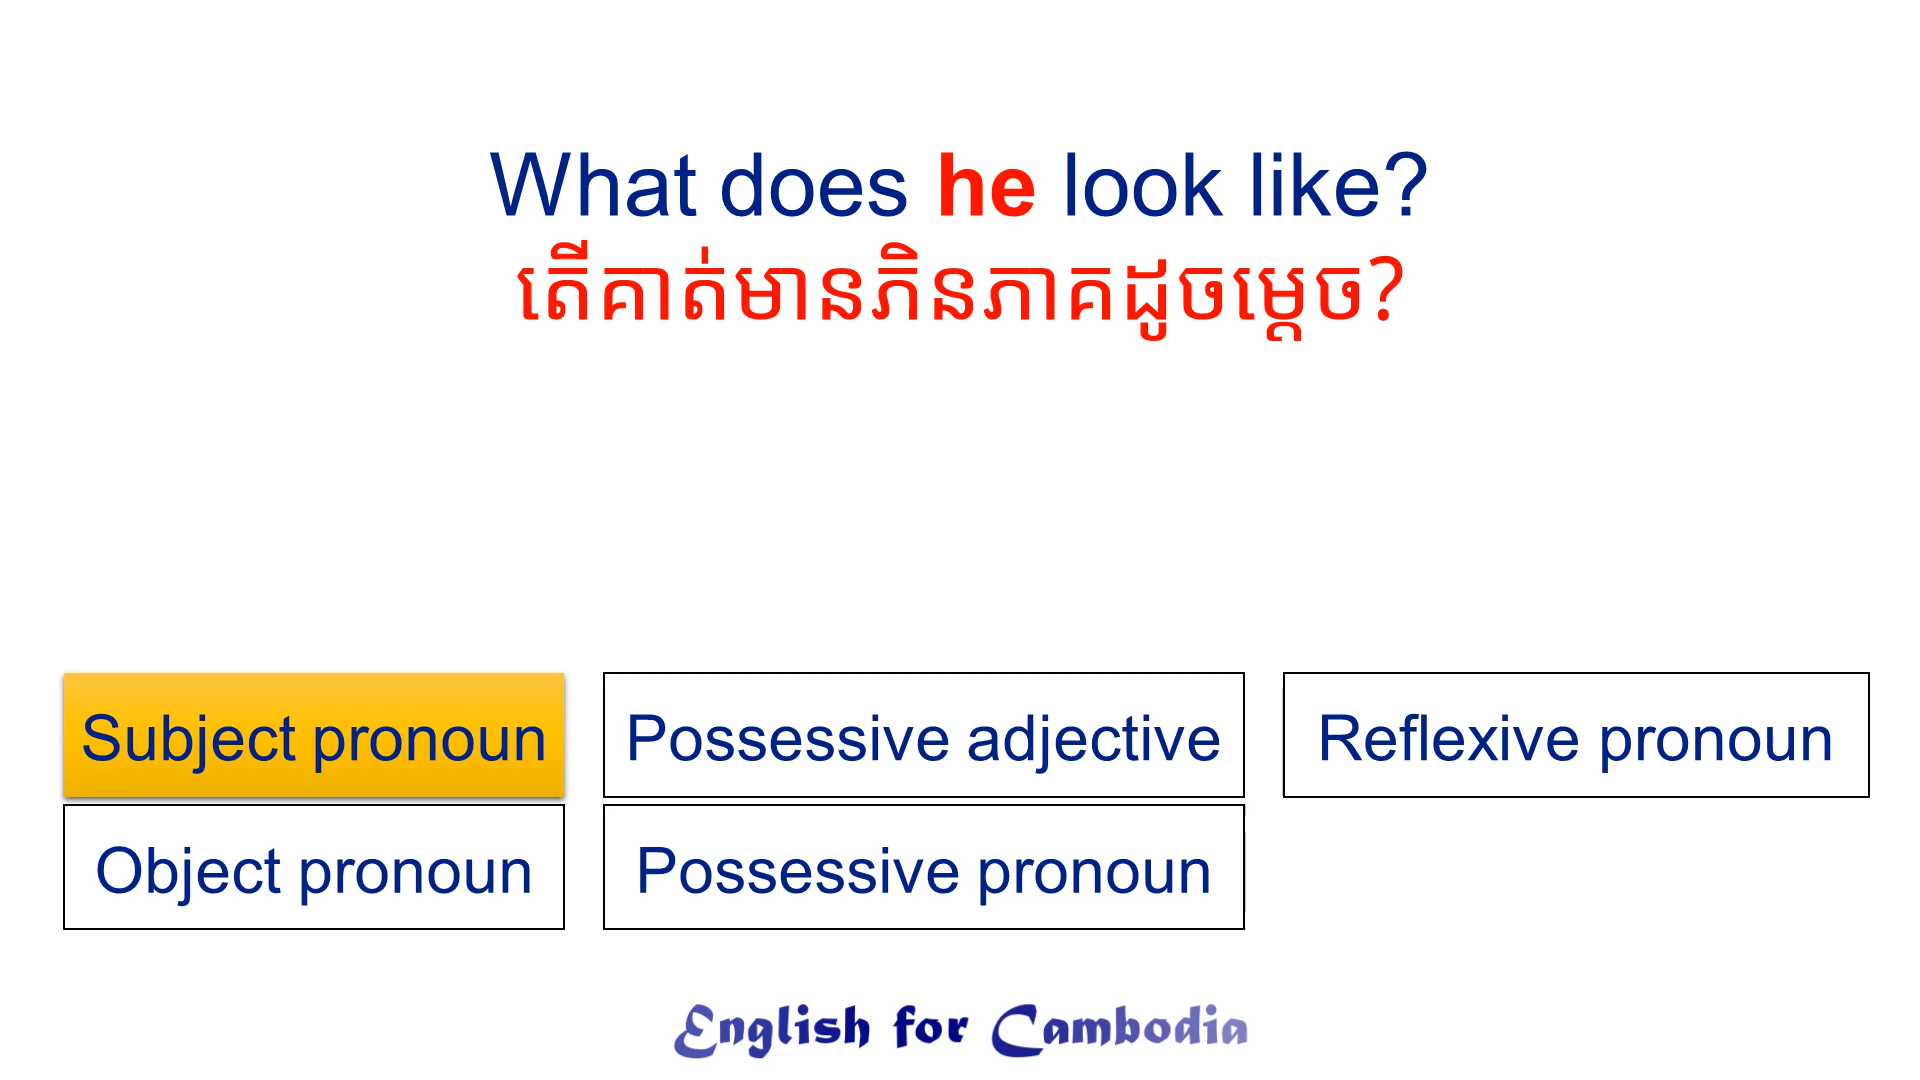 What does he look like?
តើគាត់មានភិនភាគដូចម្ដេច?
Subject pronoun
Possessive adjective
Reflexive pronoun
Object pronoun
Possessive pronoun
English for Cambodia